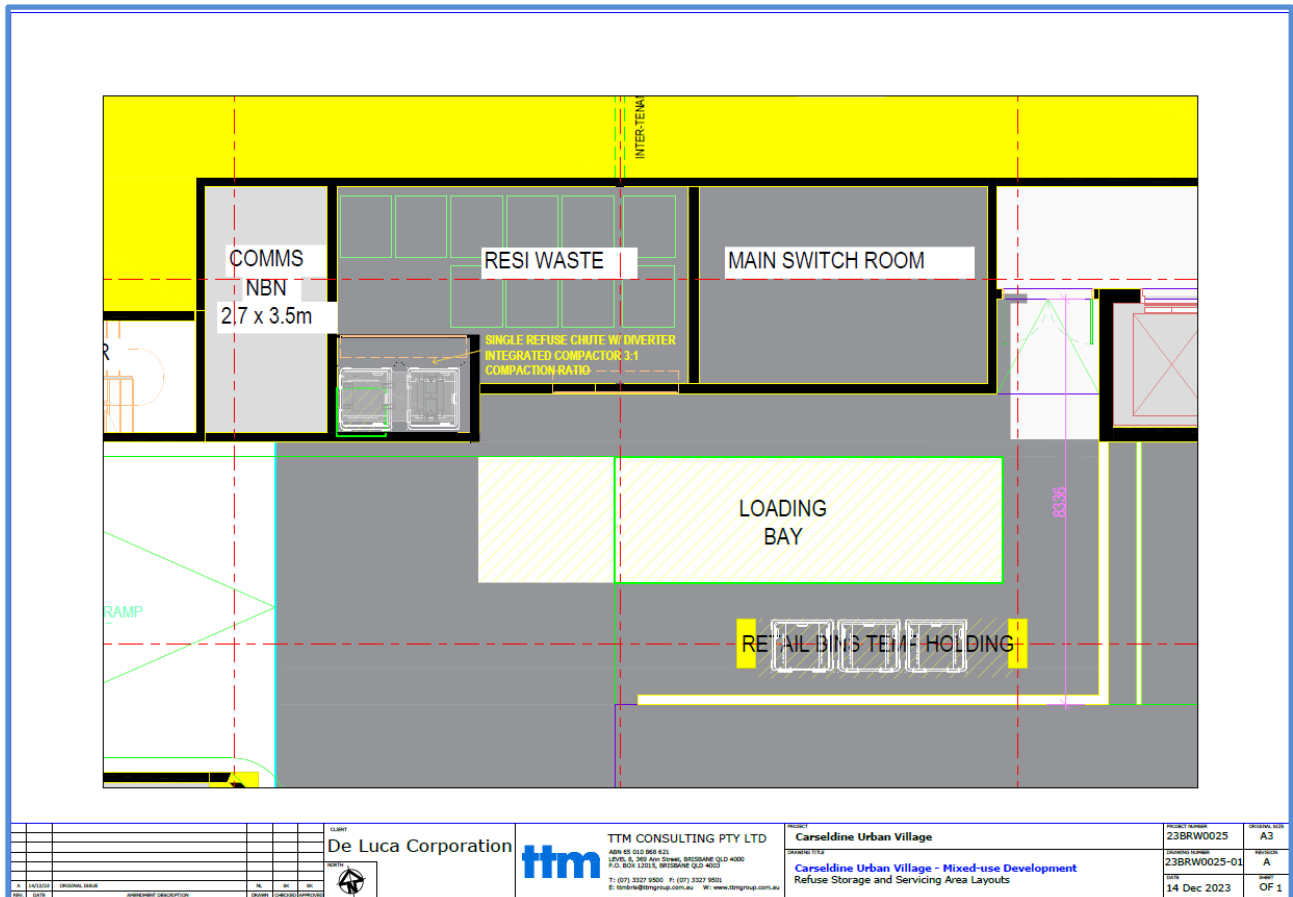 INTER-TENAN
COMMS
NBN
2.7 x 3.5m
RESI WASTE
MAIN SWITCH ROOM
R
SINGLE REFUSE CHUTE W/ DIVERTER
INTEGRATED COMPACTOR 3:1
COMPACTION RATIO
LOADING
BAY
8336
RAMP
RETAIL BINS TEMP HOLDING
A 14/12/23 ORIGINAL ISSUE NL SK SK
REV. DATE AMENDMENT DESCRIPTION DRAWN CHECKED APPROVED
CLIENT
De Luca Corporation
NORTH
N
ttm
TTM CONSULTING PTY LTD
ABN 65 010 868 621
LEVEL 8, 369 Ann Street, BRISBANE QLD 4000
P.O. BOX 12015, BRISBANE QLD 4003
T: (07) 3327 9500 F: (07) 3327 9501
E: ttmbris@ttmgroup.com.au W: www.ttmgroup.com.au
PROJECT
Carseldine Urban Village
DRAWING TITLE
Carseldine Urban Village - Mixed-use Development
Refuse Storage and Servicing Area Layouts
PROJECT NUMBER
23BRW0025
ORIGINAL SIZE
A3
DRAWING NUMBER
23BRW0025-01
REVISION
A
DATE
14 Dec 2023
SHEET
OF 1